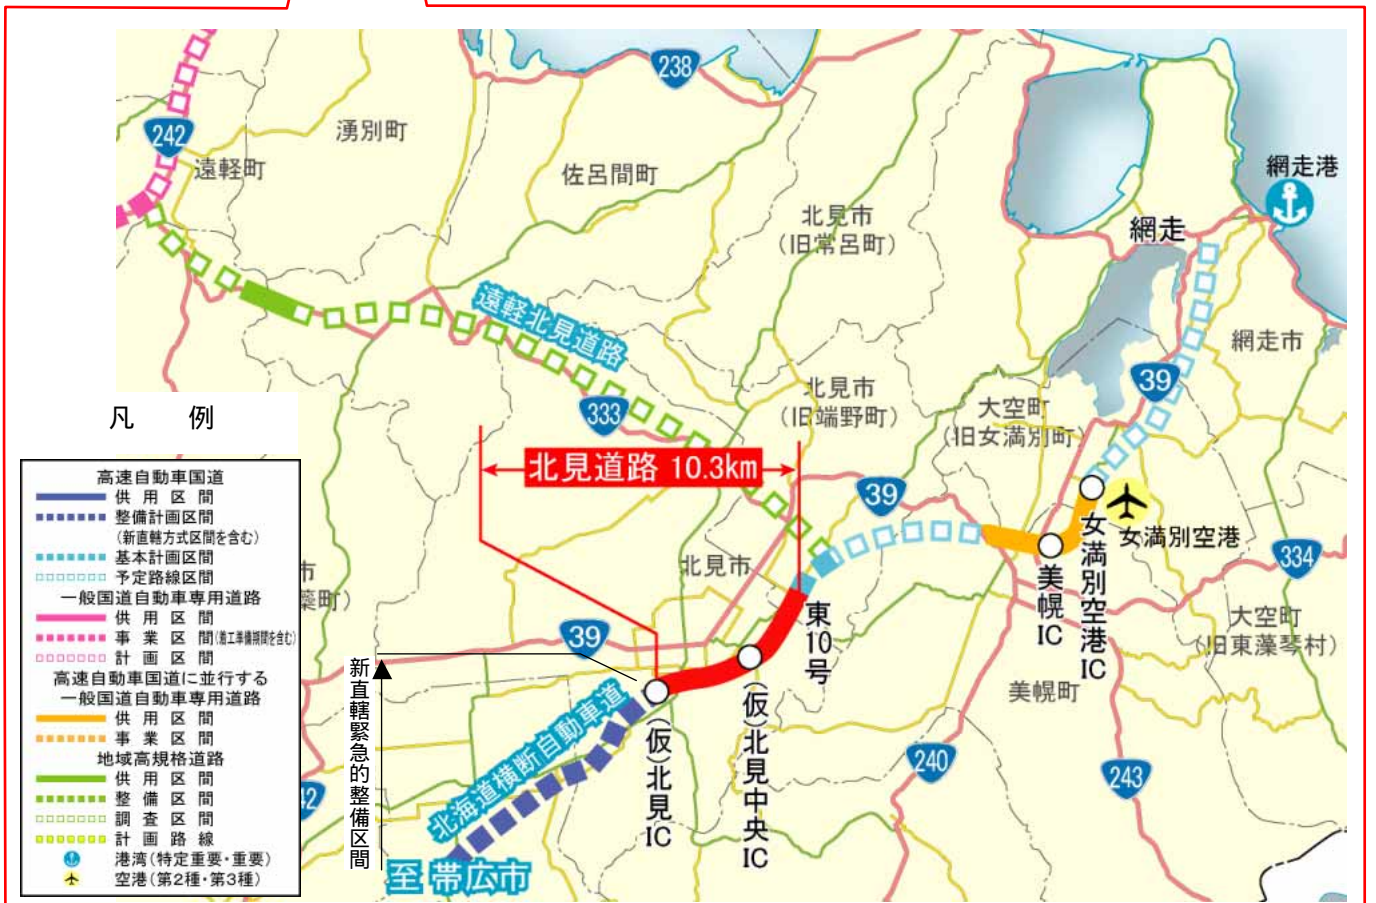 238
242
湧別町
遠軽町
佐呂間町
網走港
北見市
(旧常呂町)
網走
遠軽北見道路
網走市
39
北見市
(旧端野町)
大空町
(旧女満別町)
333
北見道路 10.3km
39
女満別空港
女満別空港IC
美幌IC
334
北見市
東10号
大空町
(旧東藻琴村)
39
美幌町
(仮)北見中央IC
(仮)北見IC
240
243
北海道横断自動車道
至 帯広市
新直轄緊急的整備区間
市
町)
42
凡 例
高速自動車国道
供用区間
整備計画区間
(新直轄方式区間を含む)
基本計画区間
予定路線区間
一般国道自動車専用道路
供用区間
事業区間(着工準備期間を含む)
計画区間
高速自動車国道に並行する
一般国道自動車専用道路
供用区間
事業区間
地域高規格道路
供用区間
整備区間
調査区間
計画路線
港湾(特定重要・重要)
空港(第2種・第3種)